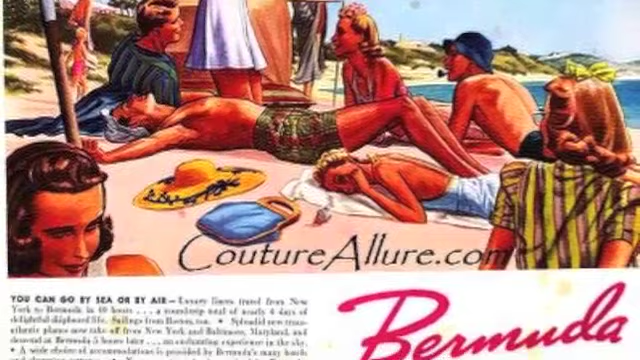 CoutureAllure.com
YOU CAN GO BY SEA OR BY AIR — Luxury liners travel from New
York to Bermuda in 40 hours . . . a round-trip total of nearly 4 days of
delightful shipboard life. Sailings from Boston, too. • Splendid new trans-
atlantic planes now take off from New York and Baltimore, Maryland, and
descend at Bermuda 5 hours later . . . an enchanting experience in the sky.
• A wide choice of accommodations is provided by Bermuda's many hotels
Bermuda